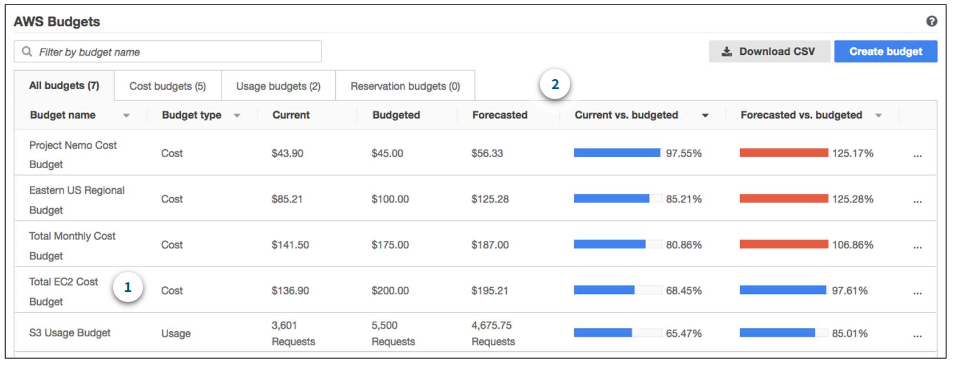 AWS Budgets
?
Filter by budget name
Download CSV
Create budget
All budgets (7)
Cost budgets (5)
Usage budgets (2)
Reservation budgets (0)
2
Budget name
Budget type
Current
Budgeted
Forecasted
Current vs. budgeted
Forecasted vs. budgeted
Project Nemo Cost
Budget
Cost
$43.90
$45.00
$56.33
97.55%
125.17%
...
Eastern US Regional
Budget
Cost
$85.21
$100.00
$125.28
85.21%
125.28%
...
Total Monthly Cost
Budget
Cost
$141.50
$175.00
$187.00
80.86%
106.86%
...
Total EC2 Cost
Budget
1
Cost
$136.90
$200.00
$195.21
68.45%
97.61%
...
S3 Usage Budget
Usage
3,601
Requests
5,500
Requests
4,675.75
Requests
65.47%
85.01%
...